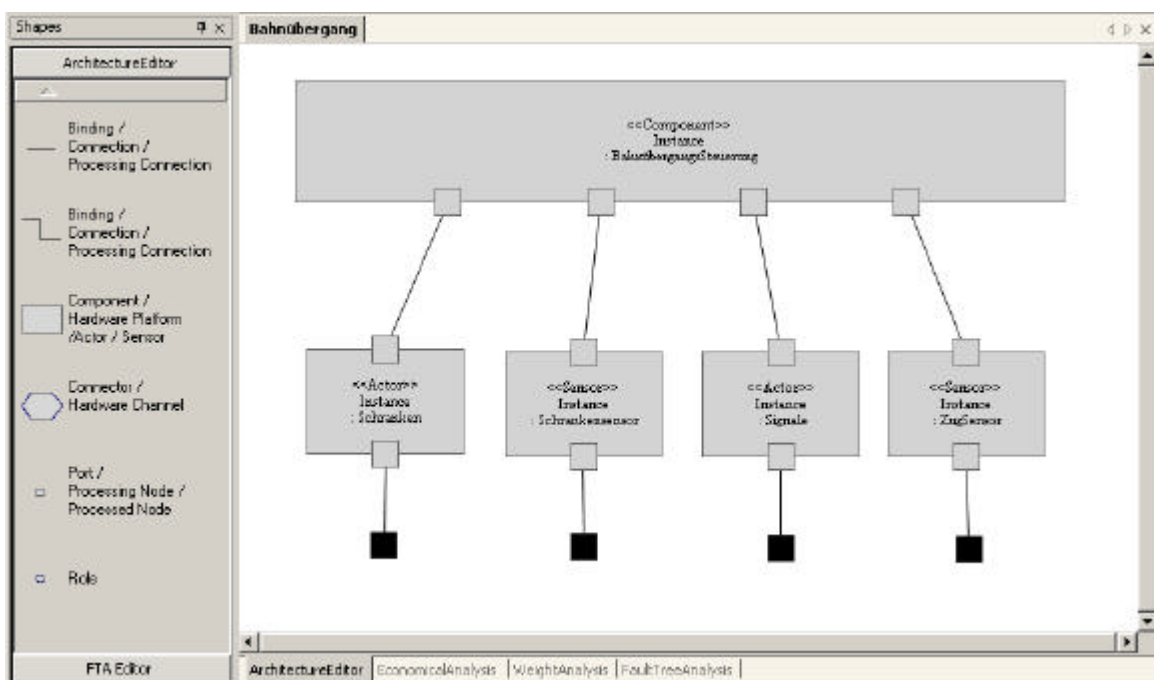 Shapes
ArchitectureEditor
Binding /
Connection /
Processing Connection
Binding /
Connection /
Processing Connection
Component /
Hardware Platform
/Actor / Sensor
Connector /
Hardware Channel
Port /
Processing Node /
Processed Node
Role
FTA Editor
Bahnübergang
<<Component>>
Instance
: BahnübergangsSteuerung
<<Actor>>
Instance
: Schranken
<<Sensor>>
Instance
: Schrankensensor
<<Actor>>
Instance
: Signale
<<Sensor>>
Instance
: ZugSensor
ArchitectureEditor EconomicalAnalysis WeightAnalysis FaultTreeAnalysis